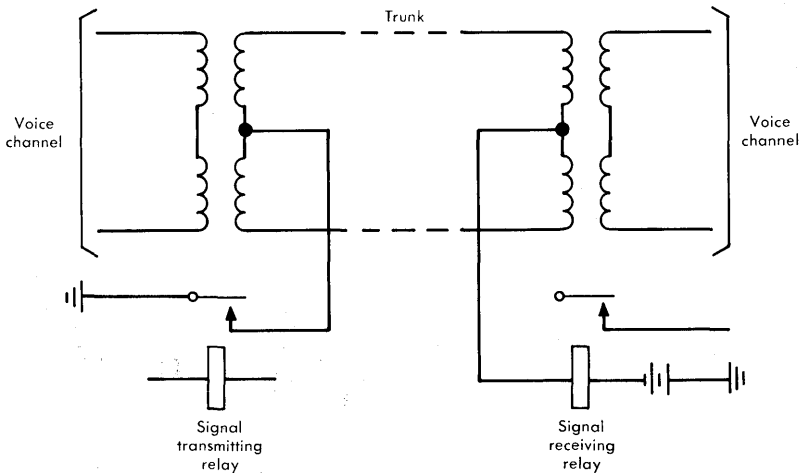 Trunk
Voice
channel
Voice
channel
Signal
transmitting
relay
Signal
receiving
relay